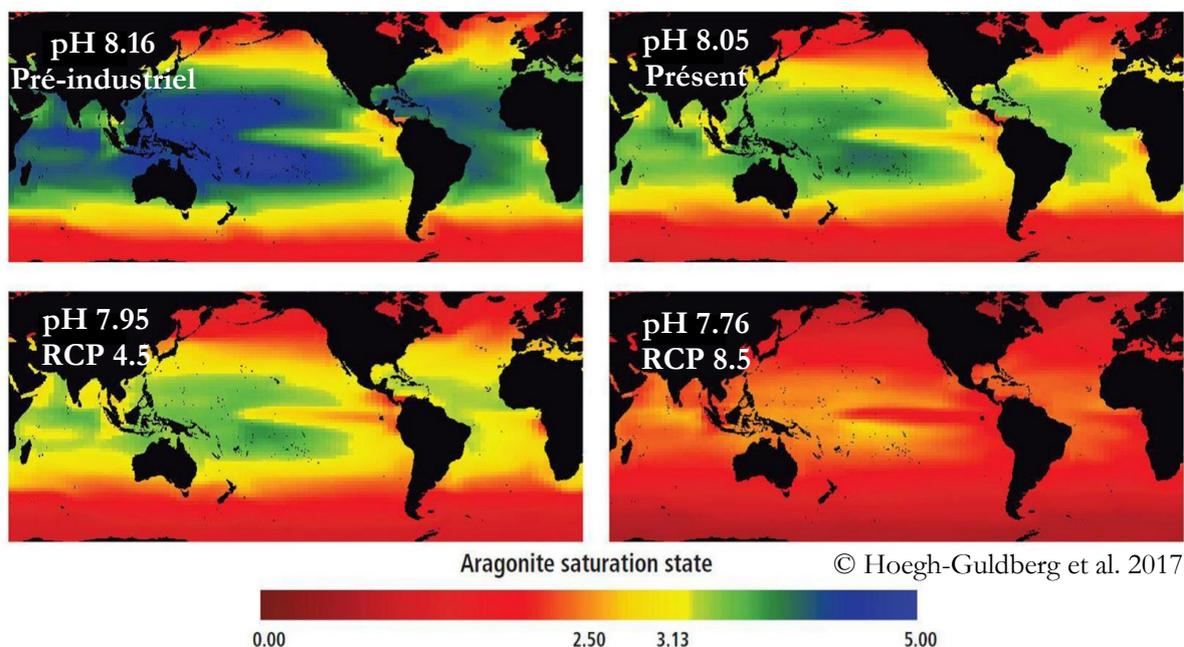 pH 8.16
Pré-industriel
pH 8.05
Présent
pH 7.95
RCP 4.5
pH 7.76
RCP 8.5
Aragonite saturation state
© Hoegh-Guldberg et al. 2017
0.00
2.50
3.13
5.00